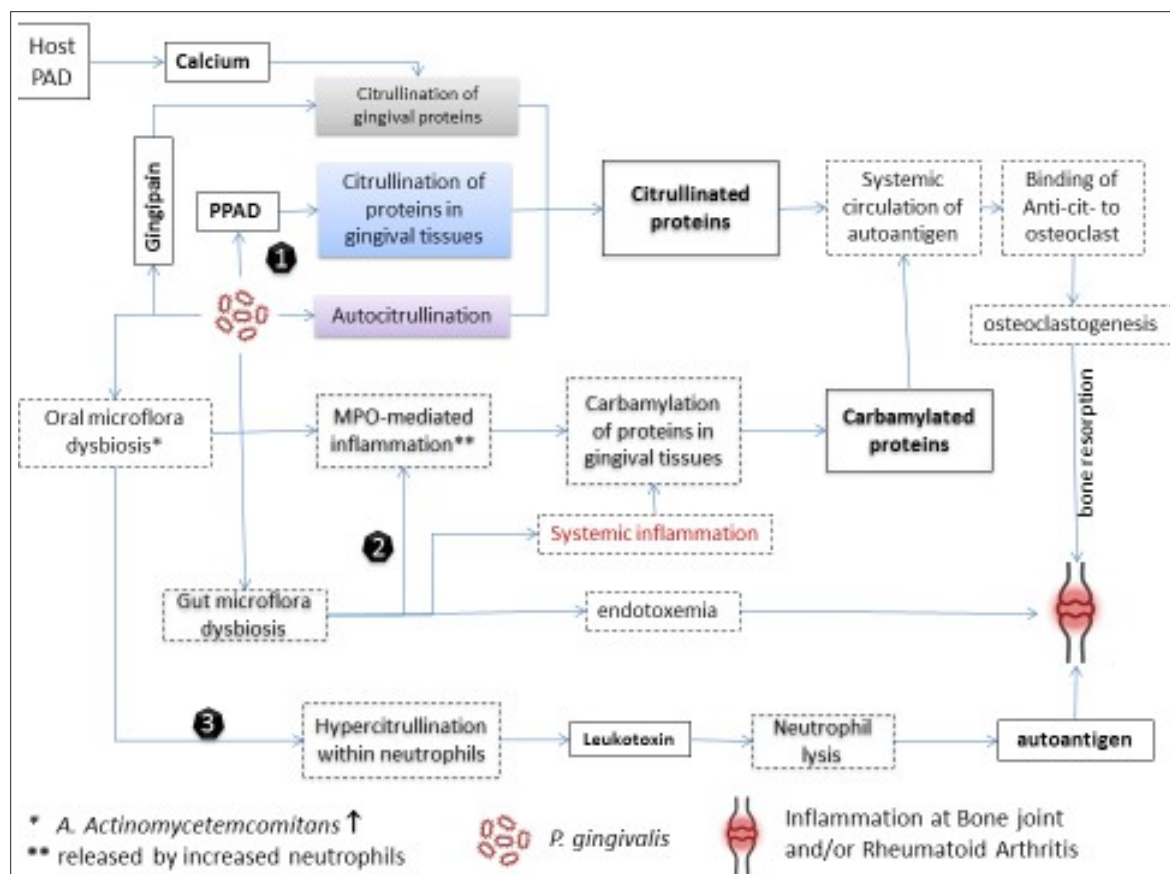 Host
PAD
Calcium
Citrullination of
gingival proteins
Gingipain
PPAD
Citrullination of
proteins in
gingival tissues
Citrullinated
proteins
Systemic
circulation of
autoantigen
Binding of
Anti-cit- to
osteoclast
1
Autocitrullination
osteoclastogenesis
Oral microflora
dysbiosis*
MPO-mediated
inflammation**
Carbamylation
of proteins in
gingival tissues
Carbamylated
proteins
bone resorption
2
Systemic inflammation
Gut microflora
dysbiosis
endotoxemia
3
Hypercitrullination
within neutrophils
Leukotoxin
Neutrophil
lysis
autoantigen
* A. Actinomycetemcomitans ↑
** released by increased neutrophils
P. gingivalis
Inflammation at Bone joint
and/or Rheumatoid Arthritis